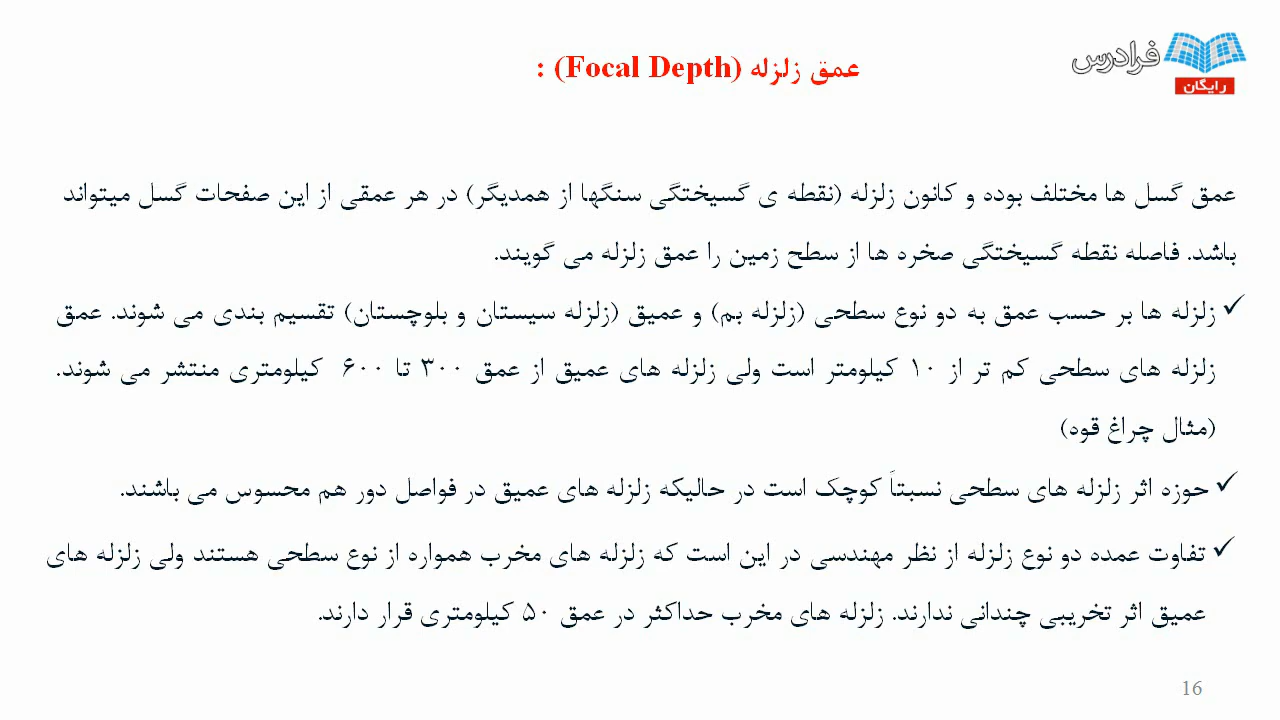 فرادرس
رایگان
عمق زلزله (Focal Depth) :
عمق گسل ها مختلف بوده و کانون زلزله (نقطه ی گسیختگی سنگها از همدیگر) در هر عمقی از این صفحات گسل میتواند
باشد. فاصله نقطه گسیختگی صخره ها از سطح زمین را عمق زلزله می گویند.
✓ زلزله ها بر حسب عمق به دو نوع سطحی (زلزله بم) و عمیق (زلزله سیستان و بلوچستان) تقسیم بندی می شوند. عمق
زلزله های سطحی کم تر از ۱۰ کیلومتر است ولی زلزله های عمیق از عمق ۳۰۰ تا ۶۰۰ کیلومتری منتشر می شوند.
(مثال چراغ قوه)
✓ حوزه اثر زلزله های سطحی نسبتاً کوچک است در حالیکه زلزله های عمیق در فواصل دور هم محسوس می باشند.
✓ تفاوت عمده دو نوع زلزله از نظر مهندسی در این است که زلزله های مخرب همواره از نوع سطحی هستند ولی زلزله های
عمیق اثر تخریبی چندانی ندارند. زلزله های مخرب حداکثر در عمق ۵۰ کیلومتری قرار دارند.
16